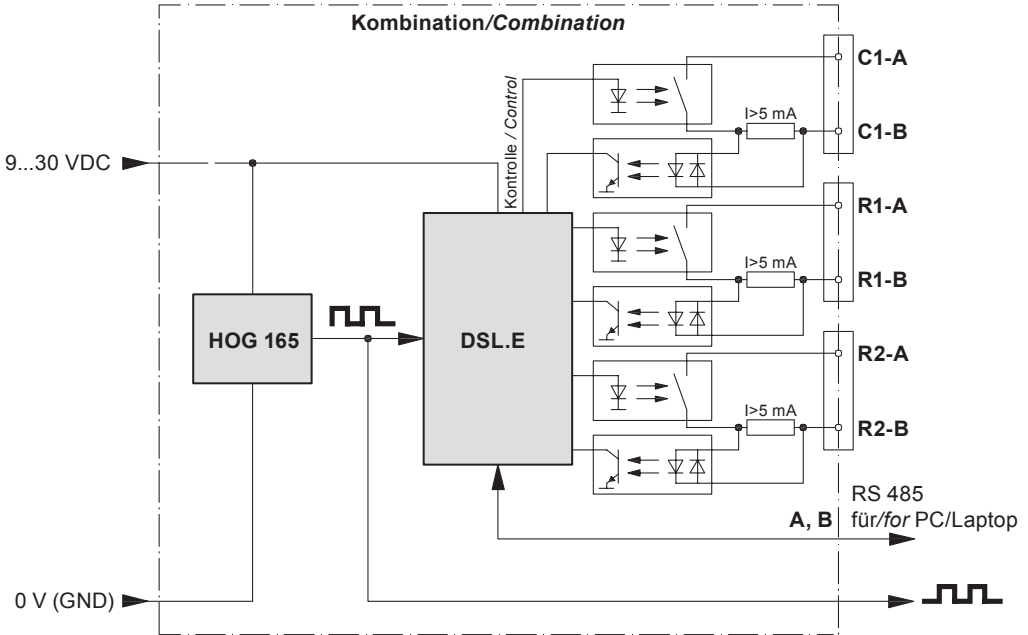 Kombination/Combination
C1-A
Kontrolle / Control
I>5 mA
C1-B
9...30 VDC
R1-A
I>5 mA
R1-B
HOG 165
DSL.E
R2-A
I>5 mA
R2-B
RS 485
A, B für/for PC/Laptop
0 V (GND)